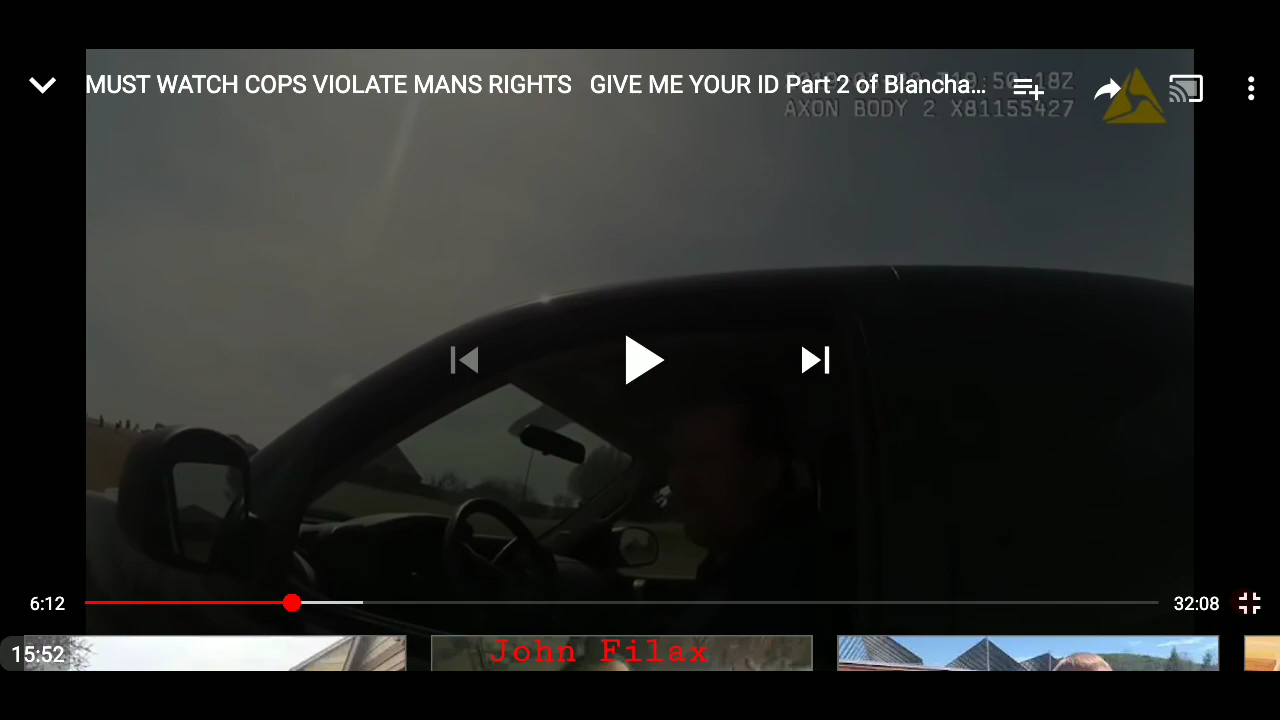 MUST WATCH COPS VIOLATE MANS RIGHTS GIVE ME YOUR ID Part 2 of Blancha...
AXON BODY 2 X81155427
6:12
32:08
15:52
John Filax